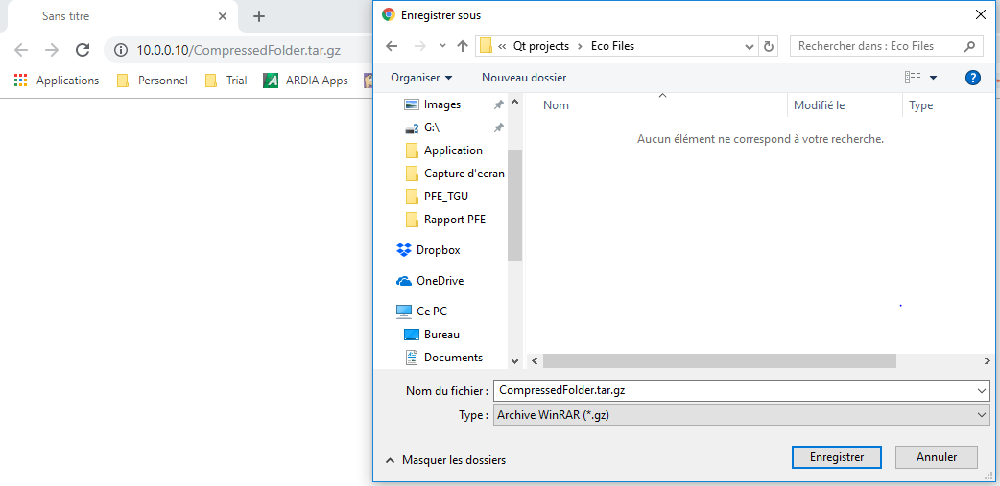 Sans titre
10.0.0.10/CompressedFolder.tar.gz
Applications
Personnel
Trial
ARDIA Apps
Enregistrer sous
« Qt projects > Eco Files
Rechercher dans : Eco Files
Organiser
Nouveau dossier
?
Images
G:\
Application
Capture d'ecran
PFE_TGU
Rapport PFE
Dropbox
OneDrive
Ce PC
Bureau
Documents
Nom
Modifié le
Type
Aucun élément ne correspond à votre recherche.
Nom du fichier : CompressedFolder.tar.gz
Type : Archive WinRAR (*.gz)
Masquer les dossiers
Enregistrer
Annuler